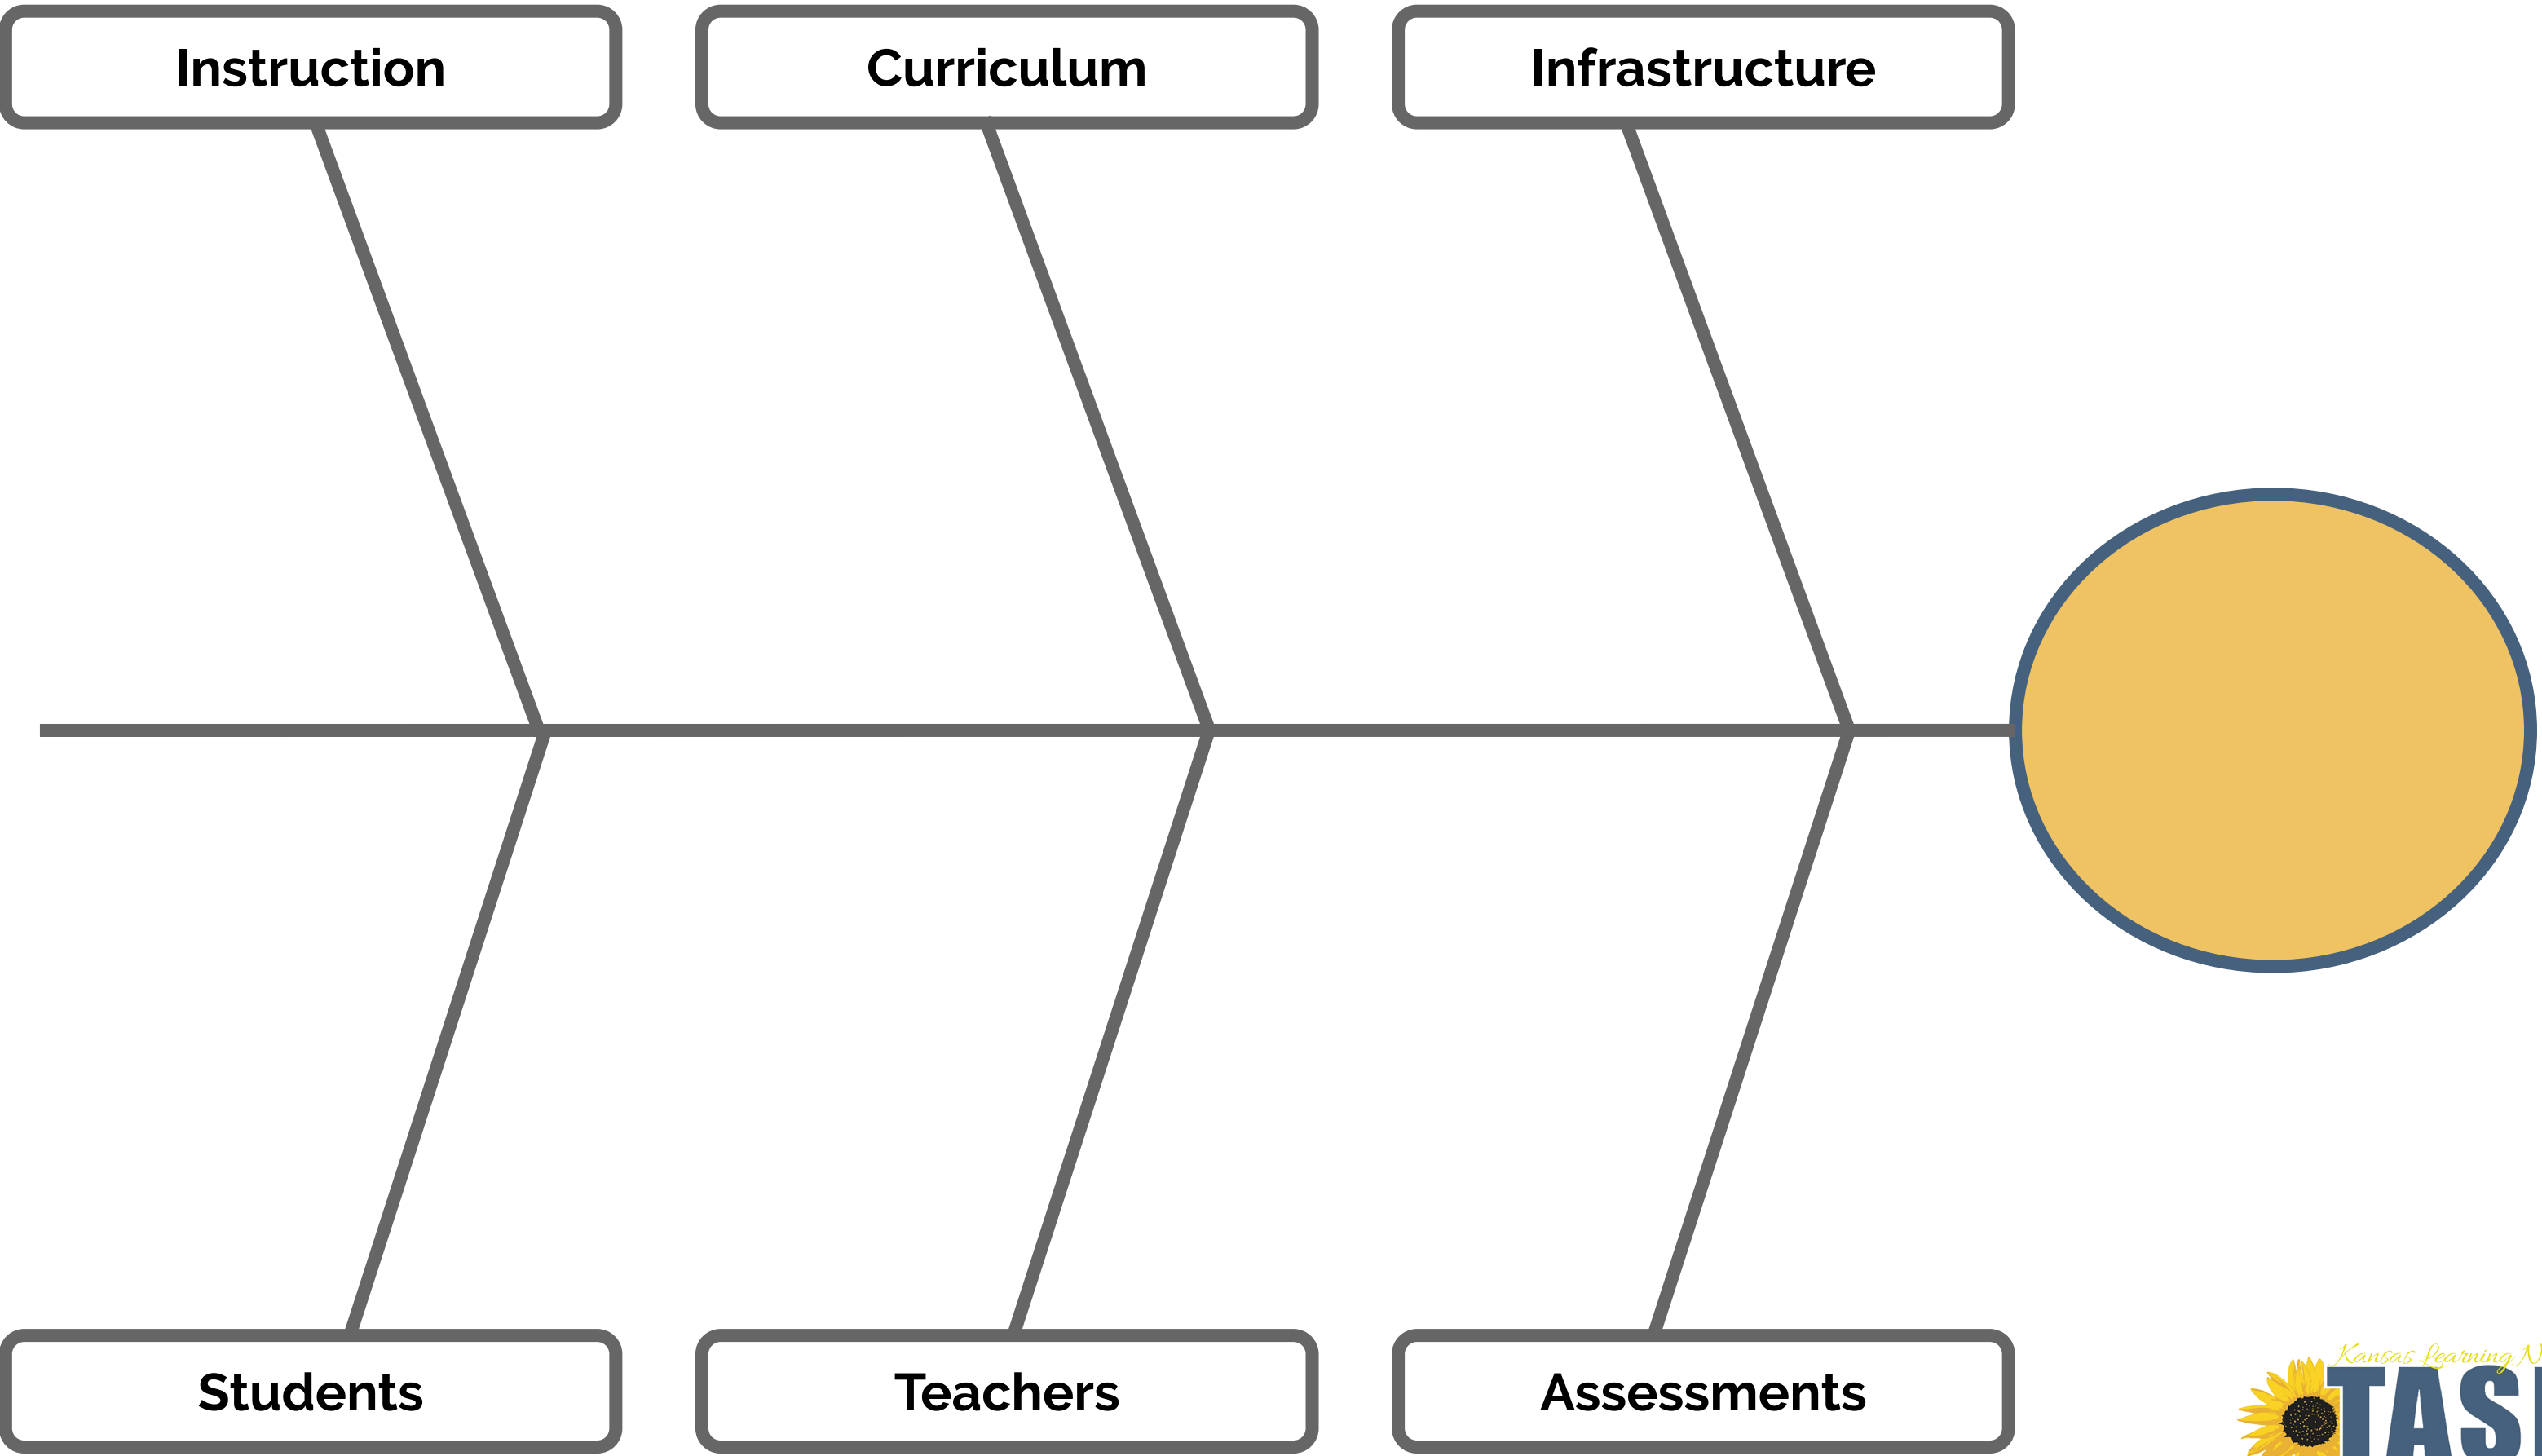 Instruction
Curriculum
Infrastructure
Students
Teachers
Assessments
Kansas Learning N
TAS